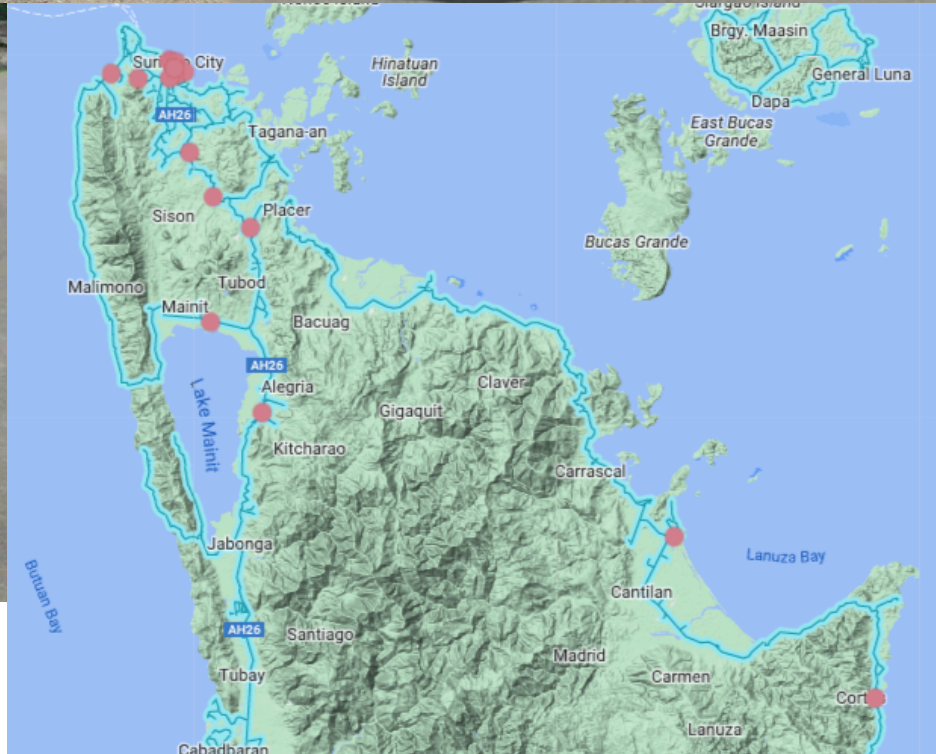 Siargao Island
Brgy. Maasin
General Luna
Dapa
East Bucas
Grande
Hinatuan
Island
City
AH26
Tagana-an
Sison
Placer
Bucas Grande
Malimono
Tubod
Mainit
Bacuag
AH26
Alegria
Claver
Gigaquit
Lake Mainit
Kitcharao
Carrascal
Jabonga
Lanuza Bay
Butuan Bay
Cantilan
AH26
Santiago
Madrid
Tubay
Carmen
Lanuza
Cabadbaran